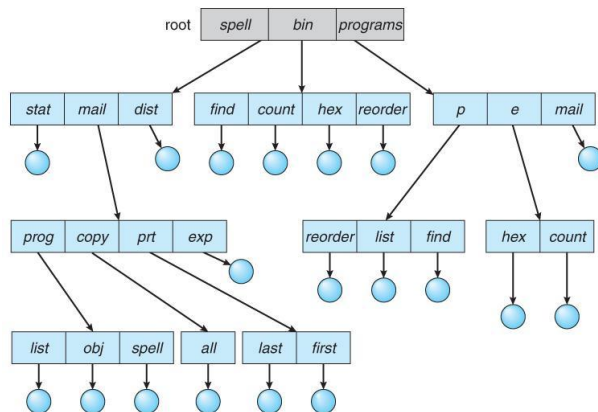 root spell bin programs
stat mail dist find count hex reorder p e mail
prog copy prt exp reorder list find hex count
list obj spell all last first